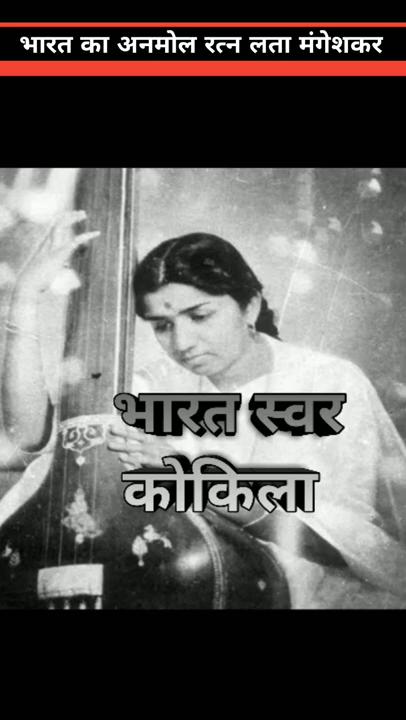 भारत का अनमोल रत्न लता मंगेशकर
भारत स्वर
कोकिला